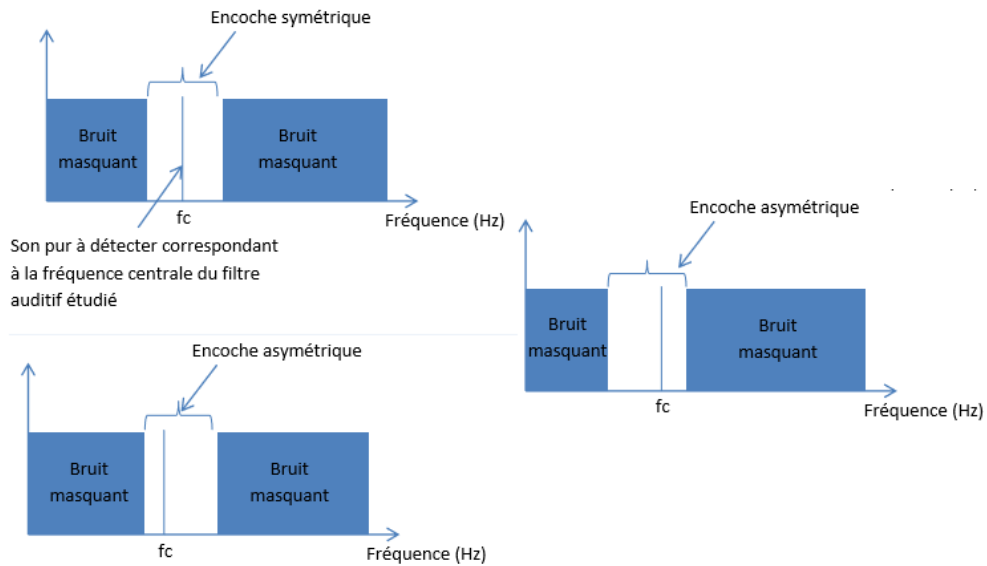 Encoche symétrique
Bruit
masquant
Bruit
masquant
fc
Fréquence (Hz)
Son pur à détecter correspondant
à la fréquence centrale du filtre
auditif étudié
Encoche asymétrique
Bruit
masquant
Bruit
masquant
fc
Fréquence (Hz)
Encoche asymétrique
Bruit
masquant
Bruit
masquant
fc
Fréquence (Hz)